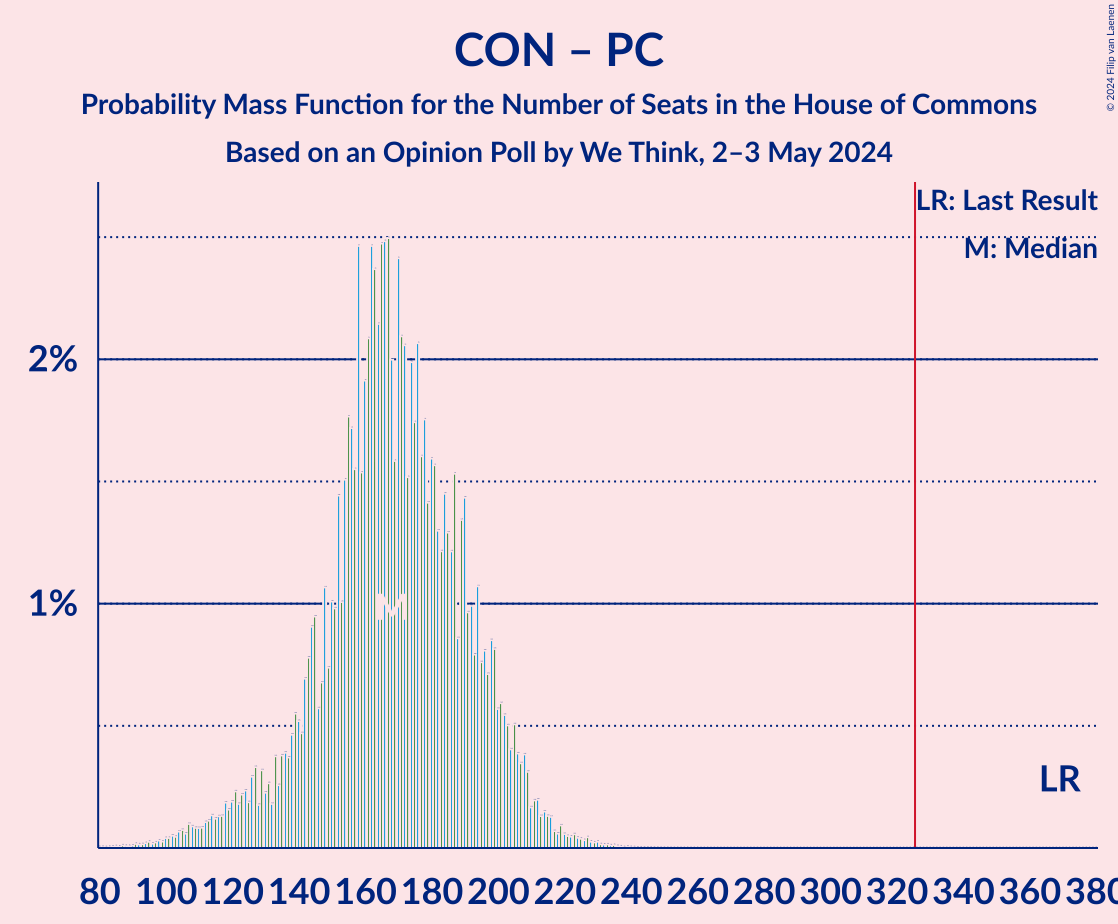 CON – PC
Probability Mass Function for the Number of Seats in the House of Commons
Based on an Opinion Poll by We Think, 2–3 May 2024
© 2024 Filip van Laenen
LR: Last Result
M: Median
2%
1%
M
LR
80 100 120 140 160 180 200 220 240 260 280 300 320 340 360 380